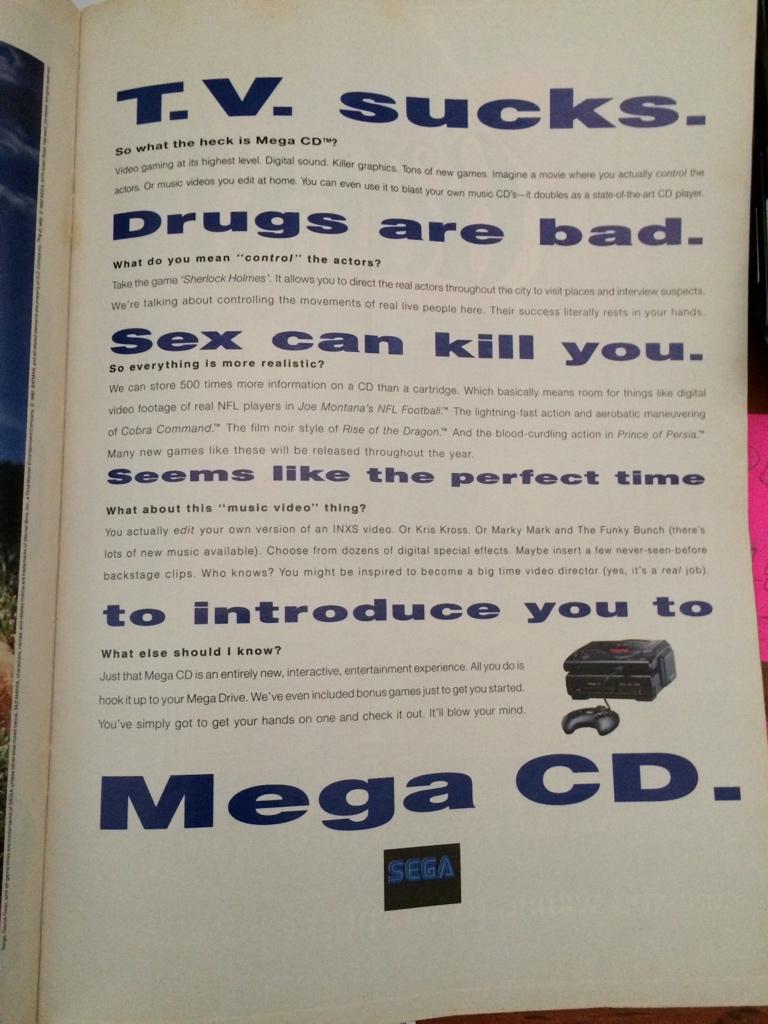 T.V. sucks.
So what the heck is Mega CD™?
Video gaming at its highest level. Digital sound. Killer graphics. Tons of new games. Imagine a movie where you actually control the
actors. Or music videos you edit at home. You can even use it to blast your own music CD's—it doubles as a state-of-the-art CD player.
Drugs are bad.
What do you mean "control" the actors?
Take the game 'Sherlock Holmes'. It allows you to direct the real actors throughout the city to visit places and interview suspects.
We're talking about controlling the movements of real live people here. Their success literally rests in your hands.
Sex can kill you.
So everything is more realistic?
We can store 500 times more information on a CD than a cartridge. Which basically means room for things like digital
video footage of real NFL players in Joe Montana's NFL Football.™ The lightning-fast action and aerobatic maneuvering
of Cobra Command.™ The film noir style of Rise of the Dragon.™ And the blood-curdling action in Prince of Persia.™
Many new games like these will be released throughout the year.
Seems like the perfect time
What about this "music video" thing?
You actually edit your own version of an INXS video. Or Kris Kross. Or Marky Mark and The Funky Bunch (there's
lots of new music available). Choose from dozens of digital special effects. Maybe insert a few never-seen-before
backstage clips. Who knows? You might be inspired to become a big time video director (yes, it's a real job).
to introduce you to
What else should I know?
Just that Mega CD is an entirely new, interactive, entertainment experience. All you do is
hook it up to your Mega Drive. We've even included bonus games just to get you started.
You've simply got to get your hands on one and check it out. It'll blow your mind.
Mega CD.
SEGA